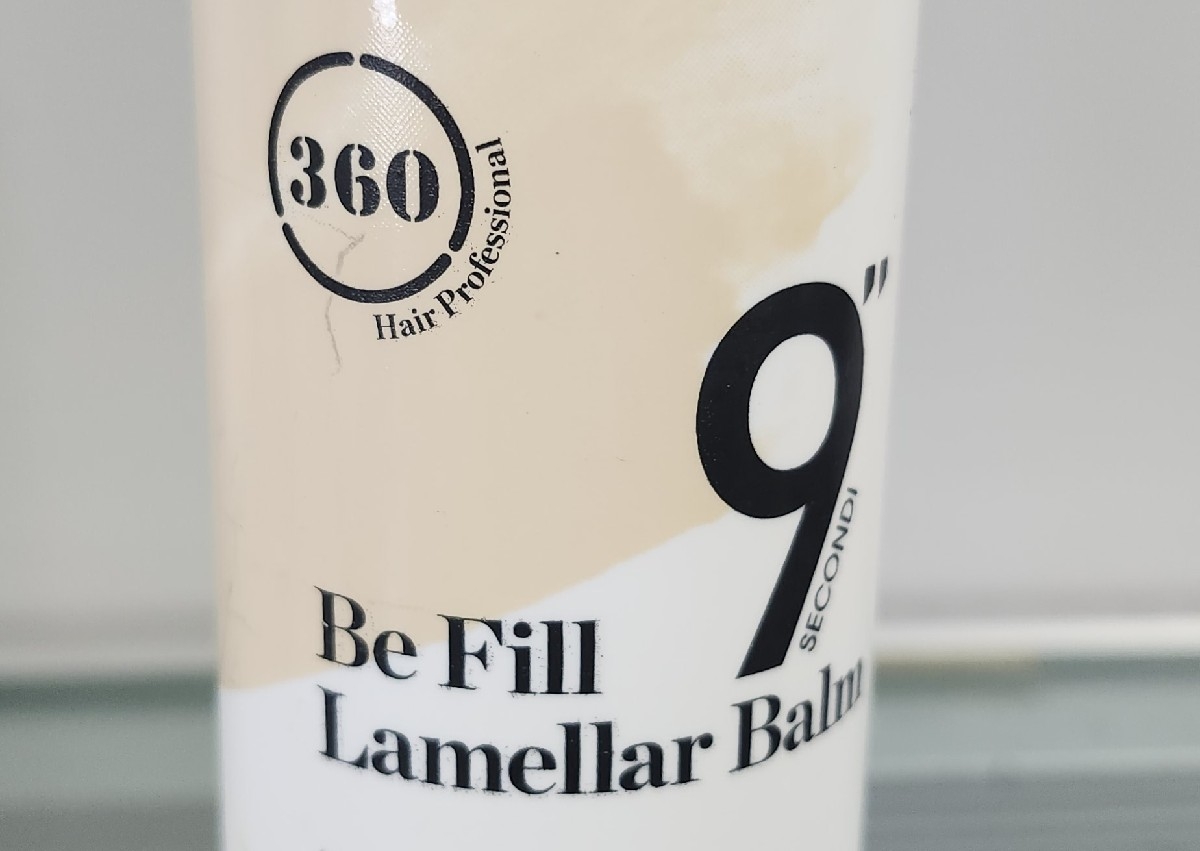 360
Hair Professional
9"
SECONDI
Be Fill
Lamellar Balm